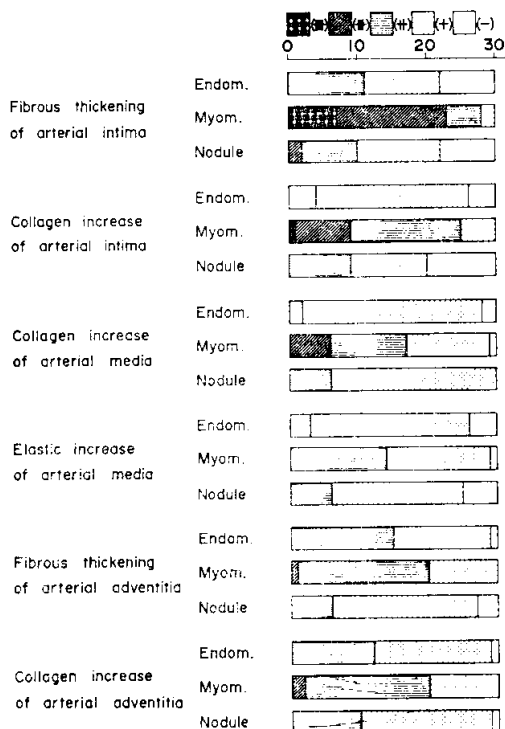 (+) (-)
0 10 20 30
Endom.
Fibrous thickening
of arterial intima
Myom.
Nodule
Endom.
Collagen increase
of arterial intima
Myom.
Nodule
Endom.
Collagen increase
of arterial media
Myom.
Nodule
Endom.
Elastic increase
of arterial media
Myom.
Nodule
Endom.
Fibrous thickening
of arterial adventitia
Myom.
Nodule
Endom.
Collagen increase
of arterial adventitia
Myom.
Nodule